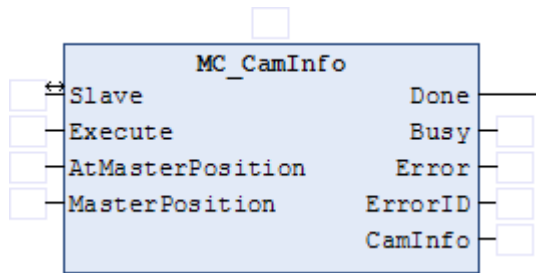 MC_CamInfo
Slave Done
Execute Busy
AtMasterPosition Error
MasterPosition ErrorID
CamInfo